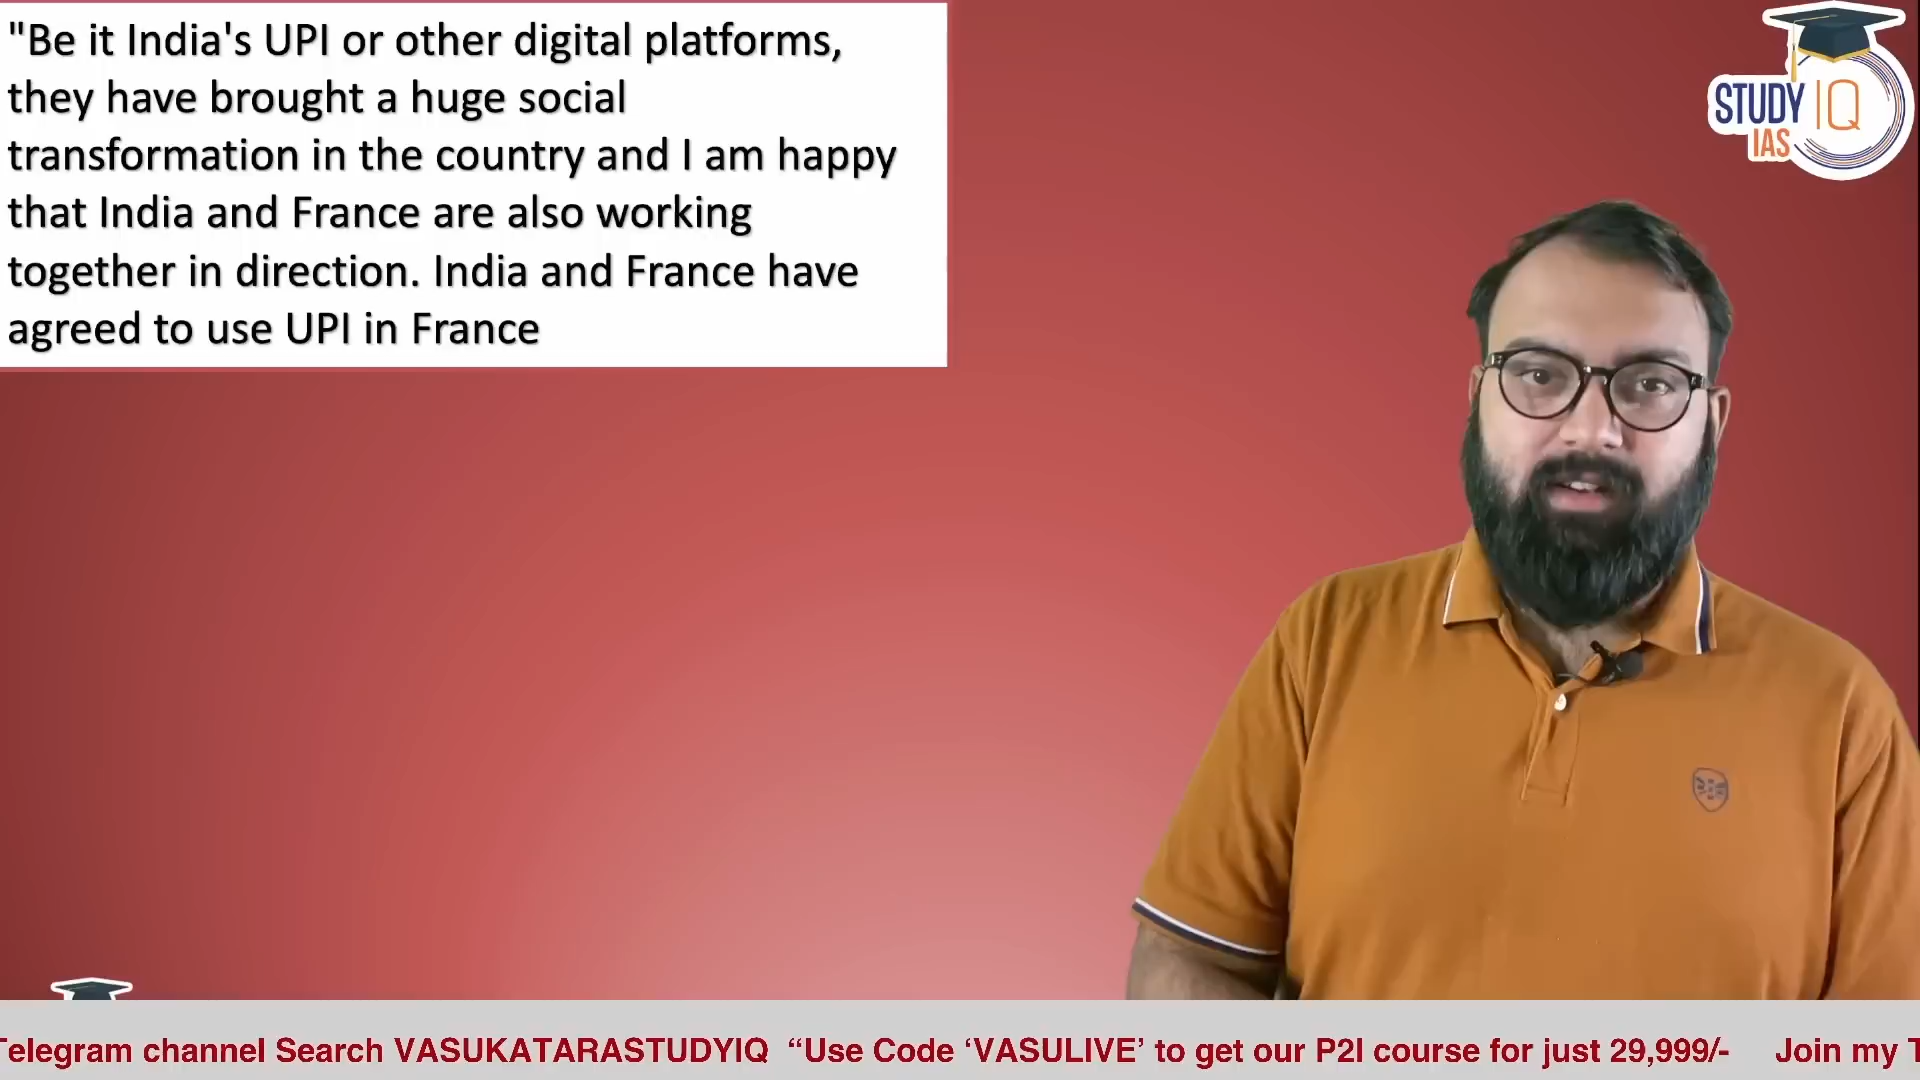 "Be it India's UPI or other digital platforms,
they have brought a huge social
transformation in the country and I am happy
that India and France are also working
together in direction. India and France have
agreed to use UPI in France
STUDY IQ
IAS
Telegram channel Search VASUKATARASTUDYIQ “Use Code ‘VASULIVE’ to get our P2I course for just 29,999/- Join my T